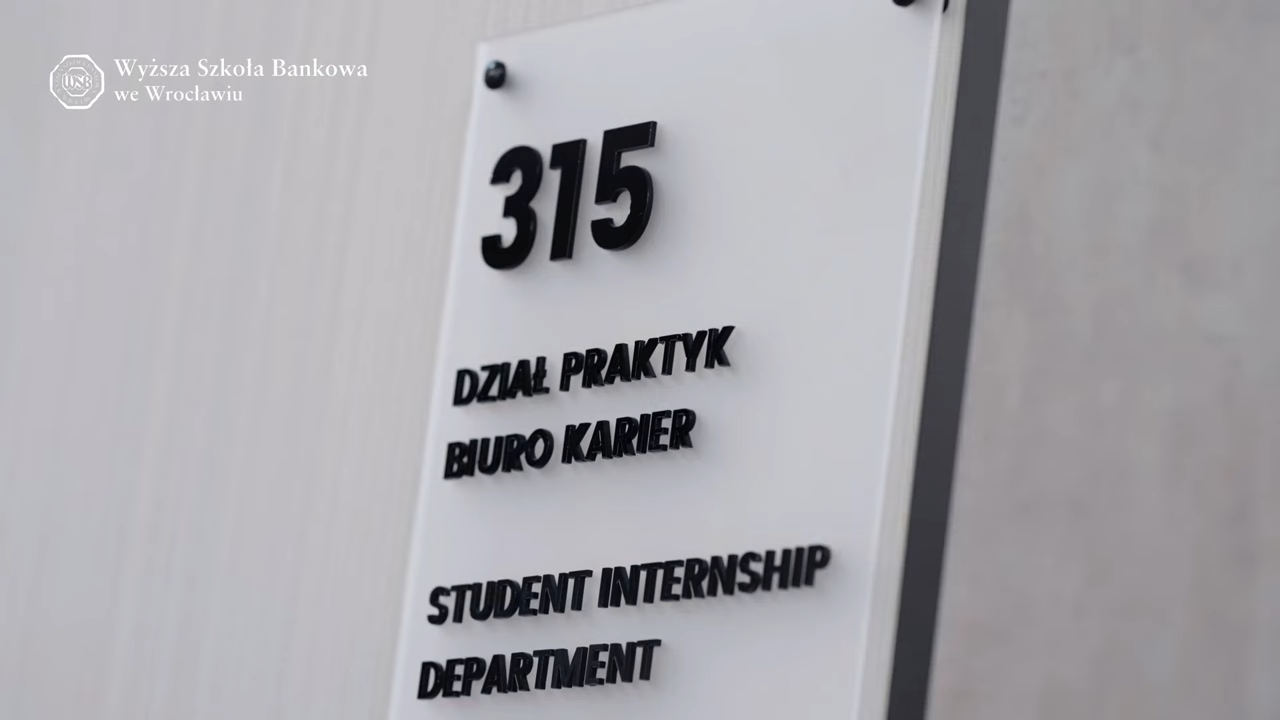 Wyższa Szkoła Bankowa
we Wrocławiu
315
DZIAŁ PRAKTYK
BIURO KARIER
STUDENT INTERNSHIP
DEPARTMENT